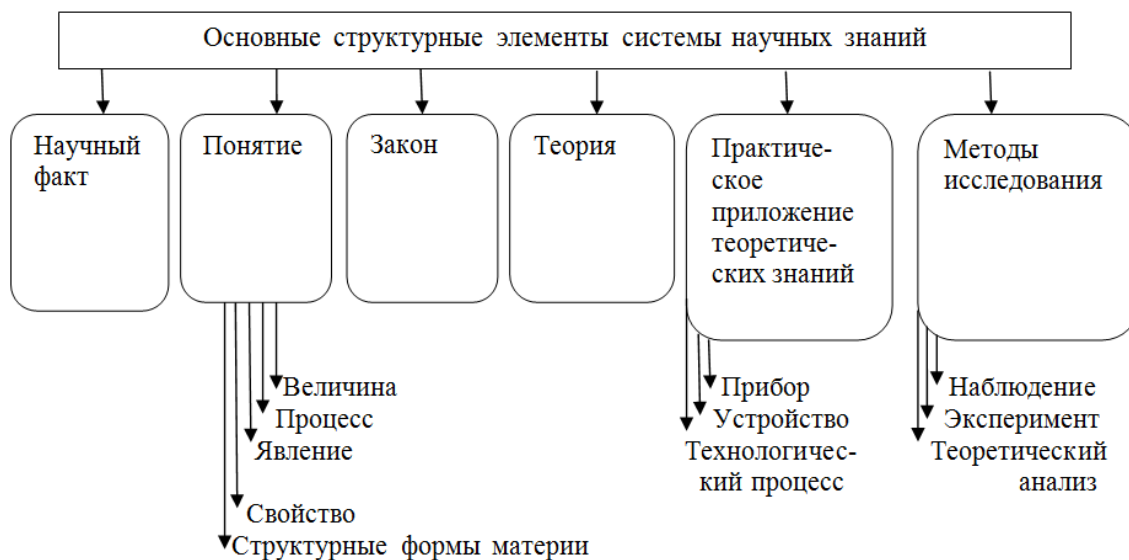 Основные структурные элементы системы научных знаний
Научный
факт
Понятие
Закон
Теория
Практиче-
ское
приложение
теоретиче-
ских знаний
Методы
исследования
Величина
Процесс
Явление
Свойство
Структурные формы материи
Прибор
Устройство
Технологичес-
кий процесс
Наблюдение
Эксперимент
Теоретический
анализ